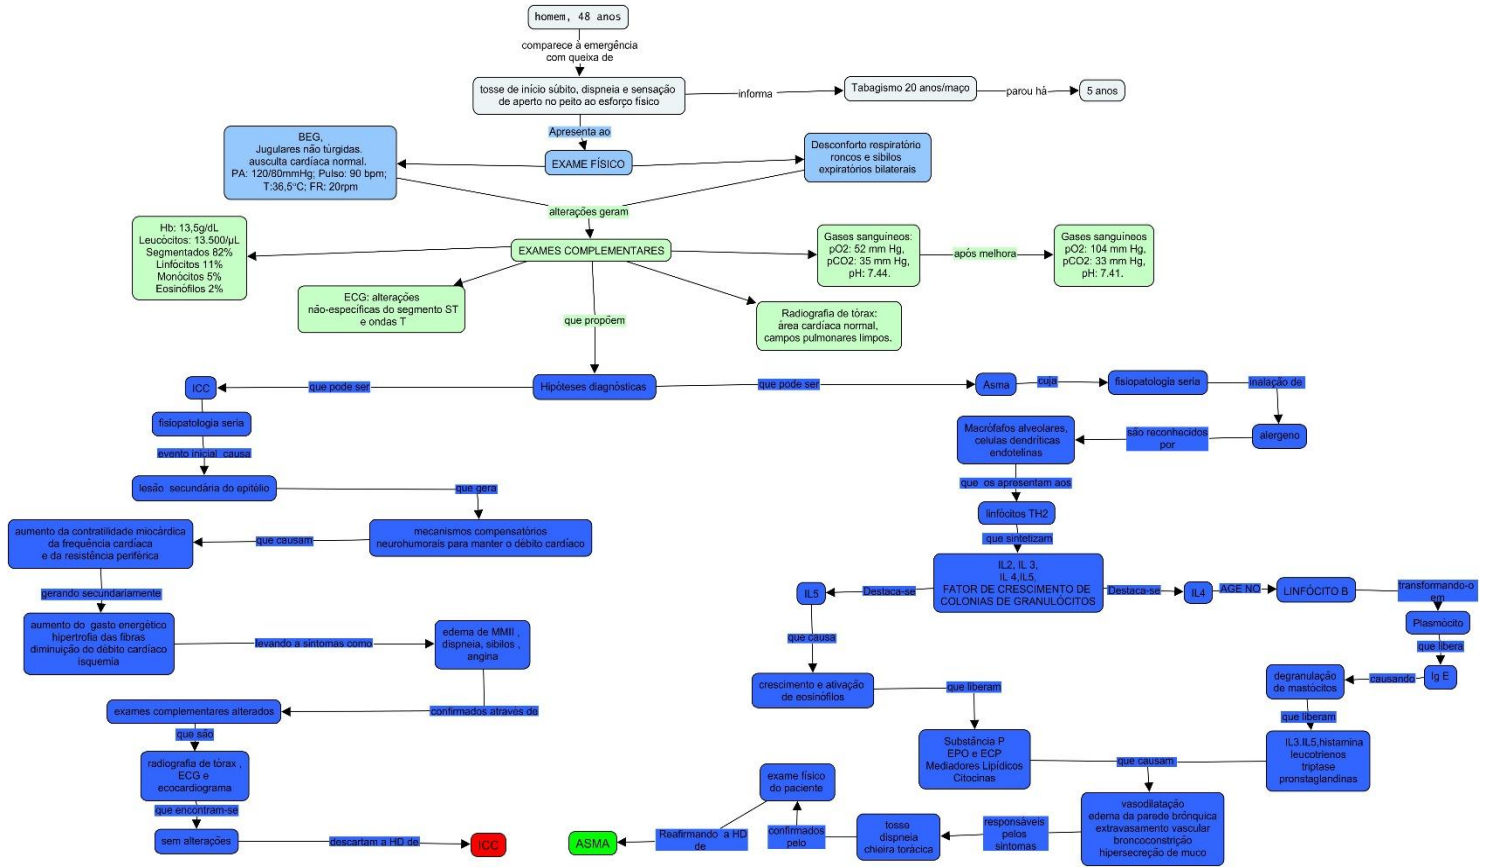 homem, 48 anos
comparece à emergência
com queixa de
tosse de início súbito, dispneia e sensação
de aperto no peito ao esforço físico
informa
Tabagismo 20 anos/maço
parou há
5 anos
Apresenta ao
EXAME FÍSICO
BEG,
Jugulares não túrgidas.
ausculta cardíaca normal.
PA: 120/80mmHg; Pulso: 90 bpm;
T:36,5°C; FR: 20rpm
Desconforto respiratório
roncos e sibilos
expiratórios bilaterais
alterações geram
EXAMES COMPLEMENTARES
Hb: 13,5g/dL
Leucócitos: 13.500/µL
Segmentados 82%
Linfócitos 11%
Monócitos 5%
Eosinófilos 2%
ECG: alterações
não-específicas do segmento ST
e ondas T
que propõem
Radiografia de tórax:
área cardíaca normal,
campos pulmonares limpos.
Gases sanguíneos:
pO2: 52 mm Hg,
pCO2: 35 mm Hg,
pH: 7.44.
após melhora
Gases sanguíneos
pO2: 104 mm Hg,
pCO2: 33 mm Hg,
pH: 7.41.
Hipóteses diagnósticas
que pode ser
ICC
fisiopatologia seria
evento inicial causa
lesão secundária do epitélio
que gera
mecanismos compensatórios
neurohumorais para manter o débito cardíaco
que causam
aumento da contratilidade miocárdica
da frequência cardíaca
e da resistência periférica
gerando secundariamente
aumento do gasto energético
hipertrofia das fibras
diminuição do débito cardíaco
isquemia
levando a sintomas como
edema de MMII ,
dispneia, sibilos ,
angina
confirmados através de
exames complementares alterados
que são
radiografia de tórax ,
ECG e
ecocardiograma
que encontram-se
sem alterações
descartam a HD de
ICC
que pode ser
Asma
cuja
fisiopatologia seria
inalação de
alergeno
são reconhecidos
por
Macrófafos alveolares,
celulas dendríticas
endotelinas
que os apresentam aos
linfócitos TH2
que sintetizam
IL2, IL 3,
IL 4,IL5,
FATOR DE CRESCIMENTO DE
COLONIAS DE GRANULÓCITOS
Destaca-se
IL5
que causa
crescimento e ativação
de eosinófilos
que liberam
Substância P
EPO e ECP
Mediadores Lipídicos
Citocinas
Destaca-se
IL4
AGE NO
LINFÓCITO B
transformando-o
em
Plasmócito
que libera
Ig E
causando
degranulação
de mastócitos
que liberam
IL3.IL5,histamina
leucotrienos
triptase
pronstaglandinas
que causam
vasodilatação
edema da parede brônquica
extravasamento vascular
broncoconstrição
hipersecreção de muco
responsáveis
pelos
sintomas
tosse
dispneia
chieira torácica
confirmados
pelo
exame físico
do paciente
Reafirmando a HD
de
ASMA